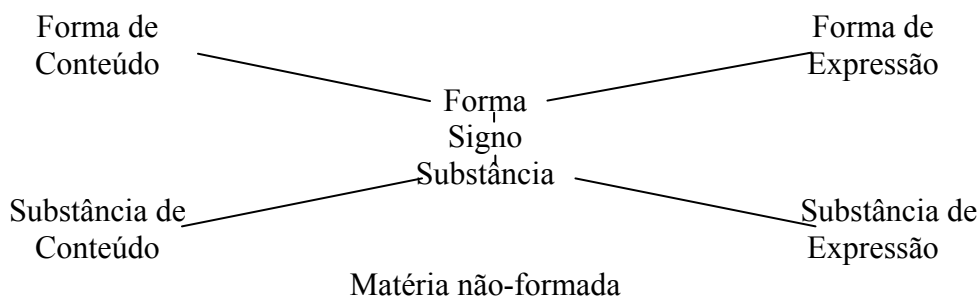 Forma de
Conteúdo
Forma de
Expressão
Forma
Signo
Substância
Substância de
Conteúdo
Substância de
Expressão
Matéria não-formada